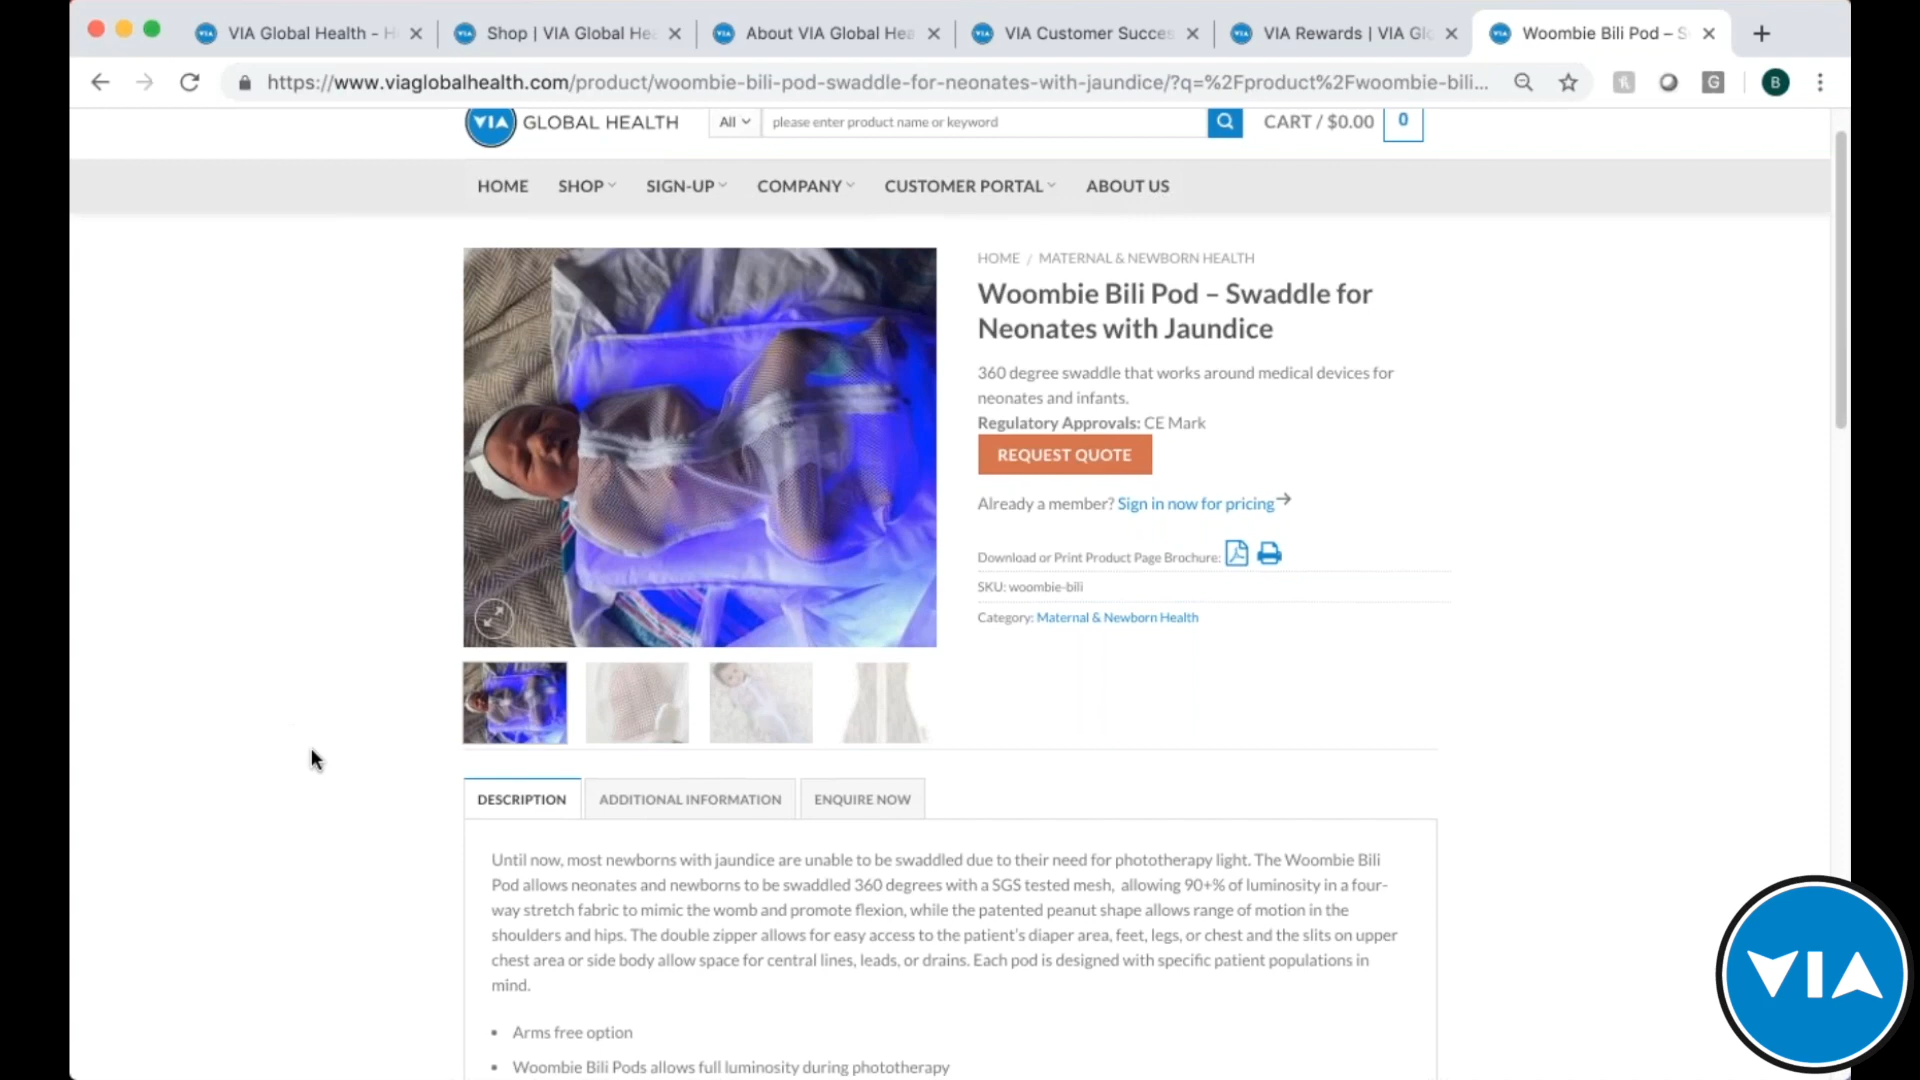 VIA Global Health - H
Shop | VIA Global He
About VIA Global Hea
VIA Customer Succes
VIA Rewards | VIA Glo
Woombie Bili Pod – S
https://www.viaglobalhealth.com/product/woombie-bili-pod-swaddle-for-neonates-with-jaundice/?q=%2Fproduct%2Fwoombie-bili...
G
B
VIA GLOBAL HEALTH
All
please enter product name or keyword
CART / $0.00
0
HOME
SHOP
SIGN-UP
COMPANY
CUSTOMER PORTAL
ABOUT US
HOME / MATERNAL & NEWBORN HEALTH
Woombie Bili Pod – Swaddle for
Neonates with Jaundice
360 degree swaddle that works around medical devices for
neonates and infants.
Regulatory Approvals: CE Mark
REQUEST QUOTE
Already a member? Sign in now for pricing
Download or Print Product Page Brochure:
SKU: woombie-bili
Category: Maternal & Newborn Health
DESCRIPTION
ADDITIONAL INFORMATION
ENQUIRE NOW
Until now, most newborns with jaundice are unable to be swaddled due to their need for phototherapy light. The Woombie Bili
Pod allows neonates and newborns to be swaddled 360 degrees with a SGS tested mesh, allowing 90+% of luminosity in a four-
way stretch fabric to mimic the womb and promote flexion, while the patented peanut shape allows range of motion in the
shoulders and hips. The double zipper allows for easy access to the patient's diaper area, feet, legs, or chest and the slits on upper
chest area or side body allow space for central lines, leads, or drains. Each pod is designed with specific patient populations in
mind.
Arms free option
Woombie Bili Pods allows full luminosity during phototherapy
VIA